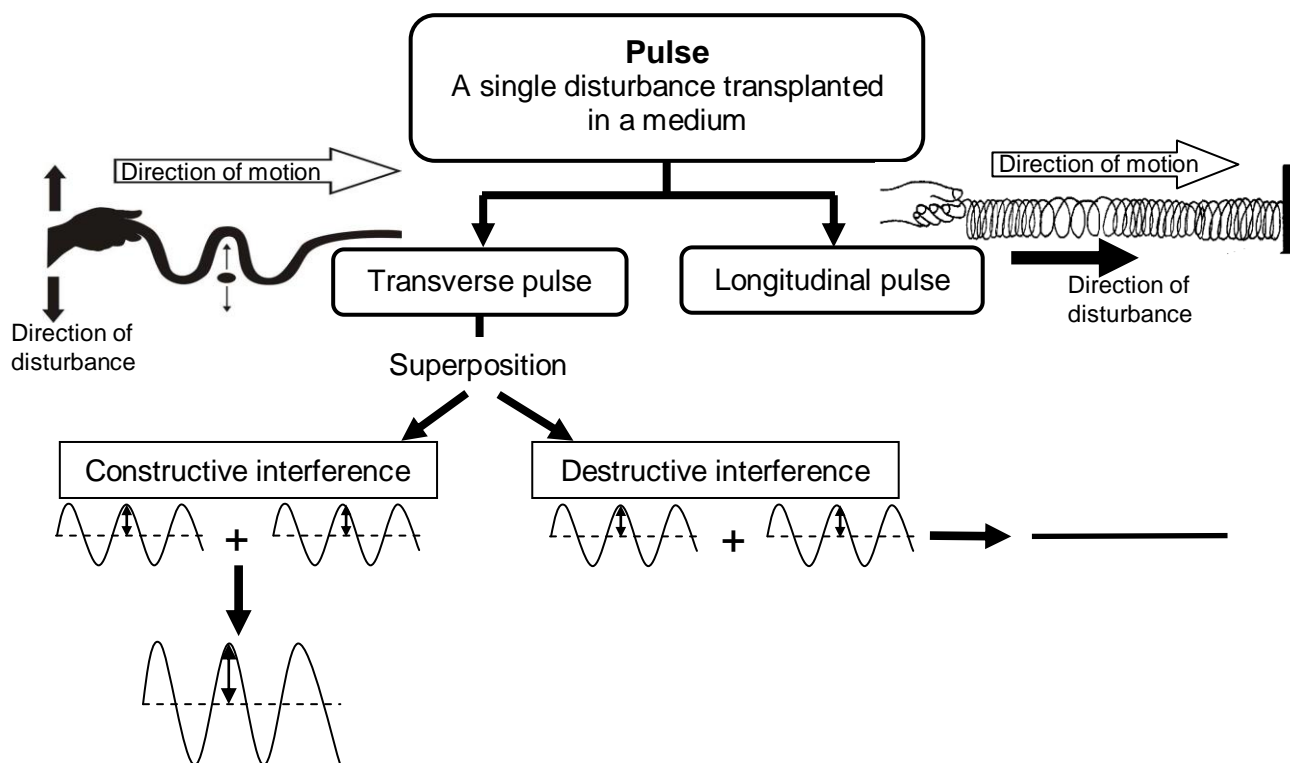 Pulse
A single disturbance transplanted
in a medium
Direction of motion
Direction of motion
Transverse pulse
Longitudinal pulse
Direction of
disturbance
Direction of
disturbance
Superposition
Constructive interference
Destructive interference
+
+